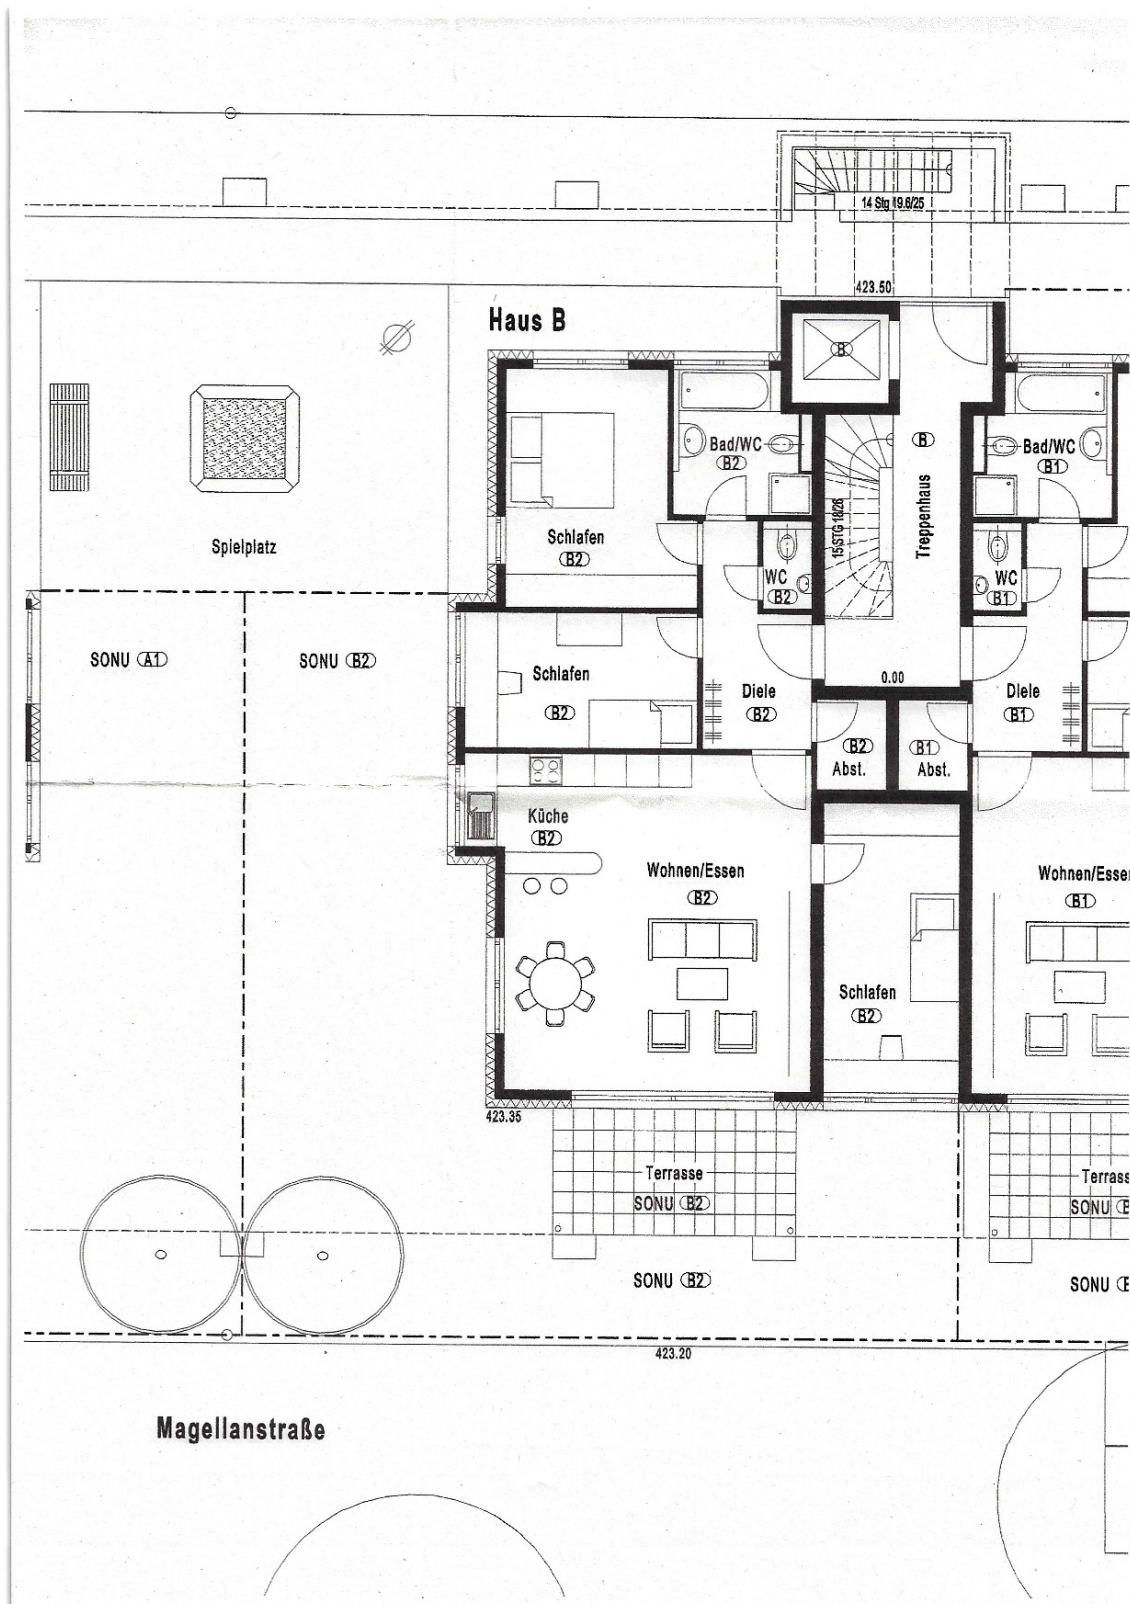 14 Stg 19.6/25
423.50
Haus B
B
Bad/WC
B2
B
Bad/WC
B1
Treppenhaus
15 STG 18/26
Spielplatz
Schlafen
B2
WC
B2
WC
B1
SONU A1
SONU B2
Schlafen
B2
0.00
Diele
B2
Diele
B1
B2
Abst.
B1
Abst.
Küche
B2
Wohnen/Essen
B2
Wohnen/Essen
B1
Schlafen
B2
423.35
Terrasse
SONU B2
Terrass
SONU B
SONU B2
SONU B
423.20
Magellanstraße